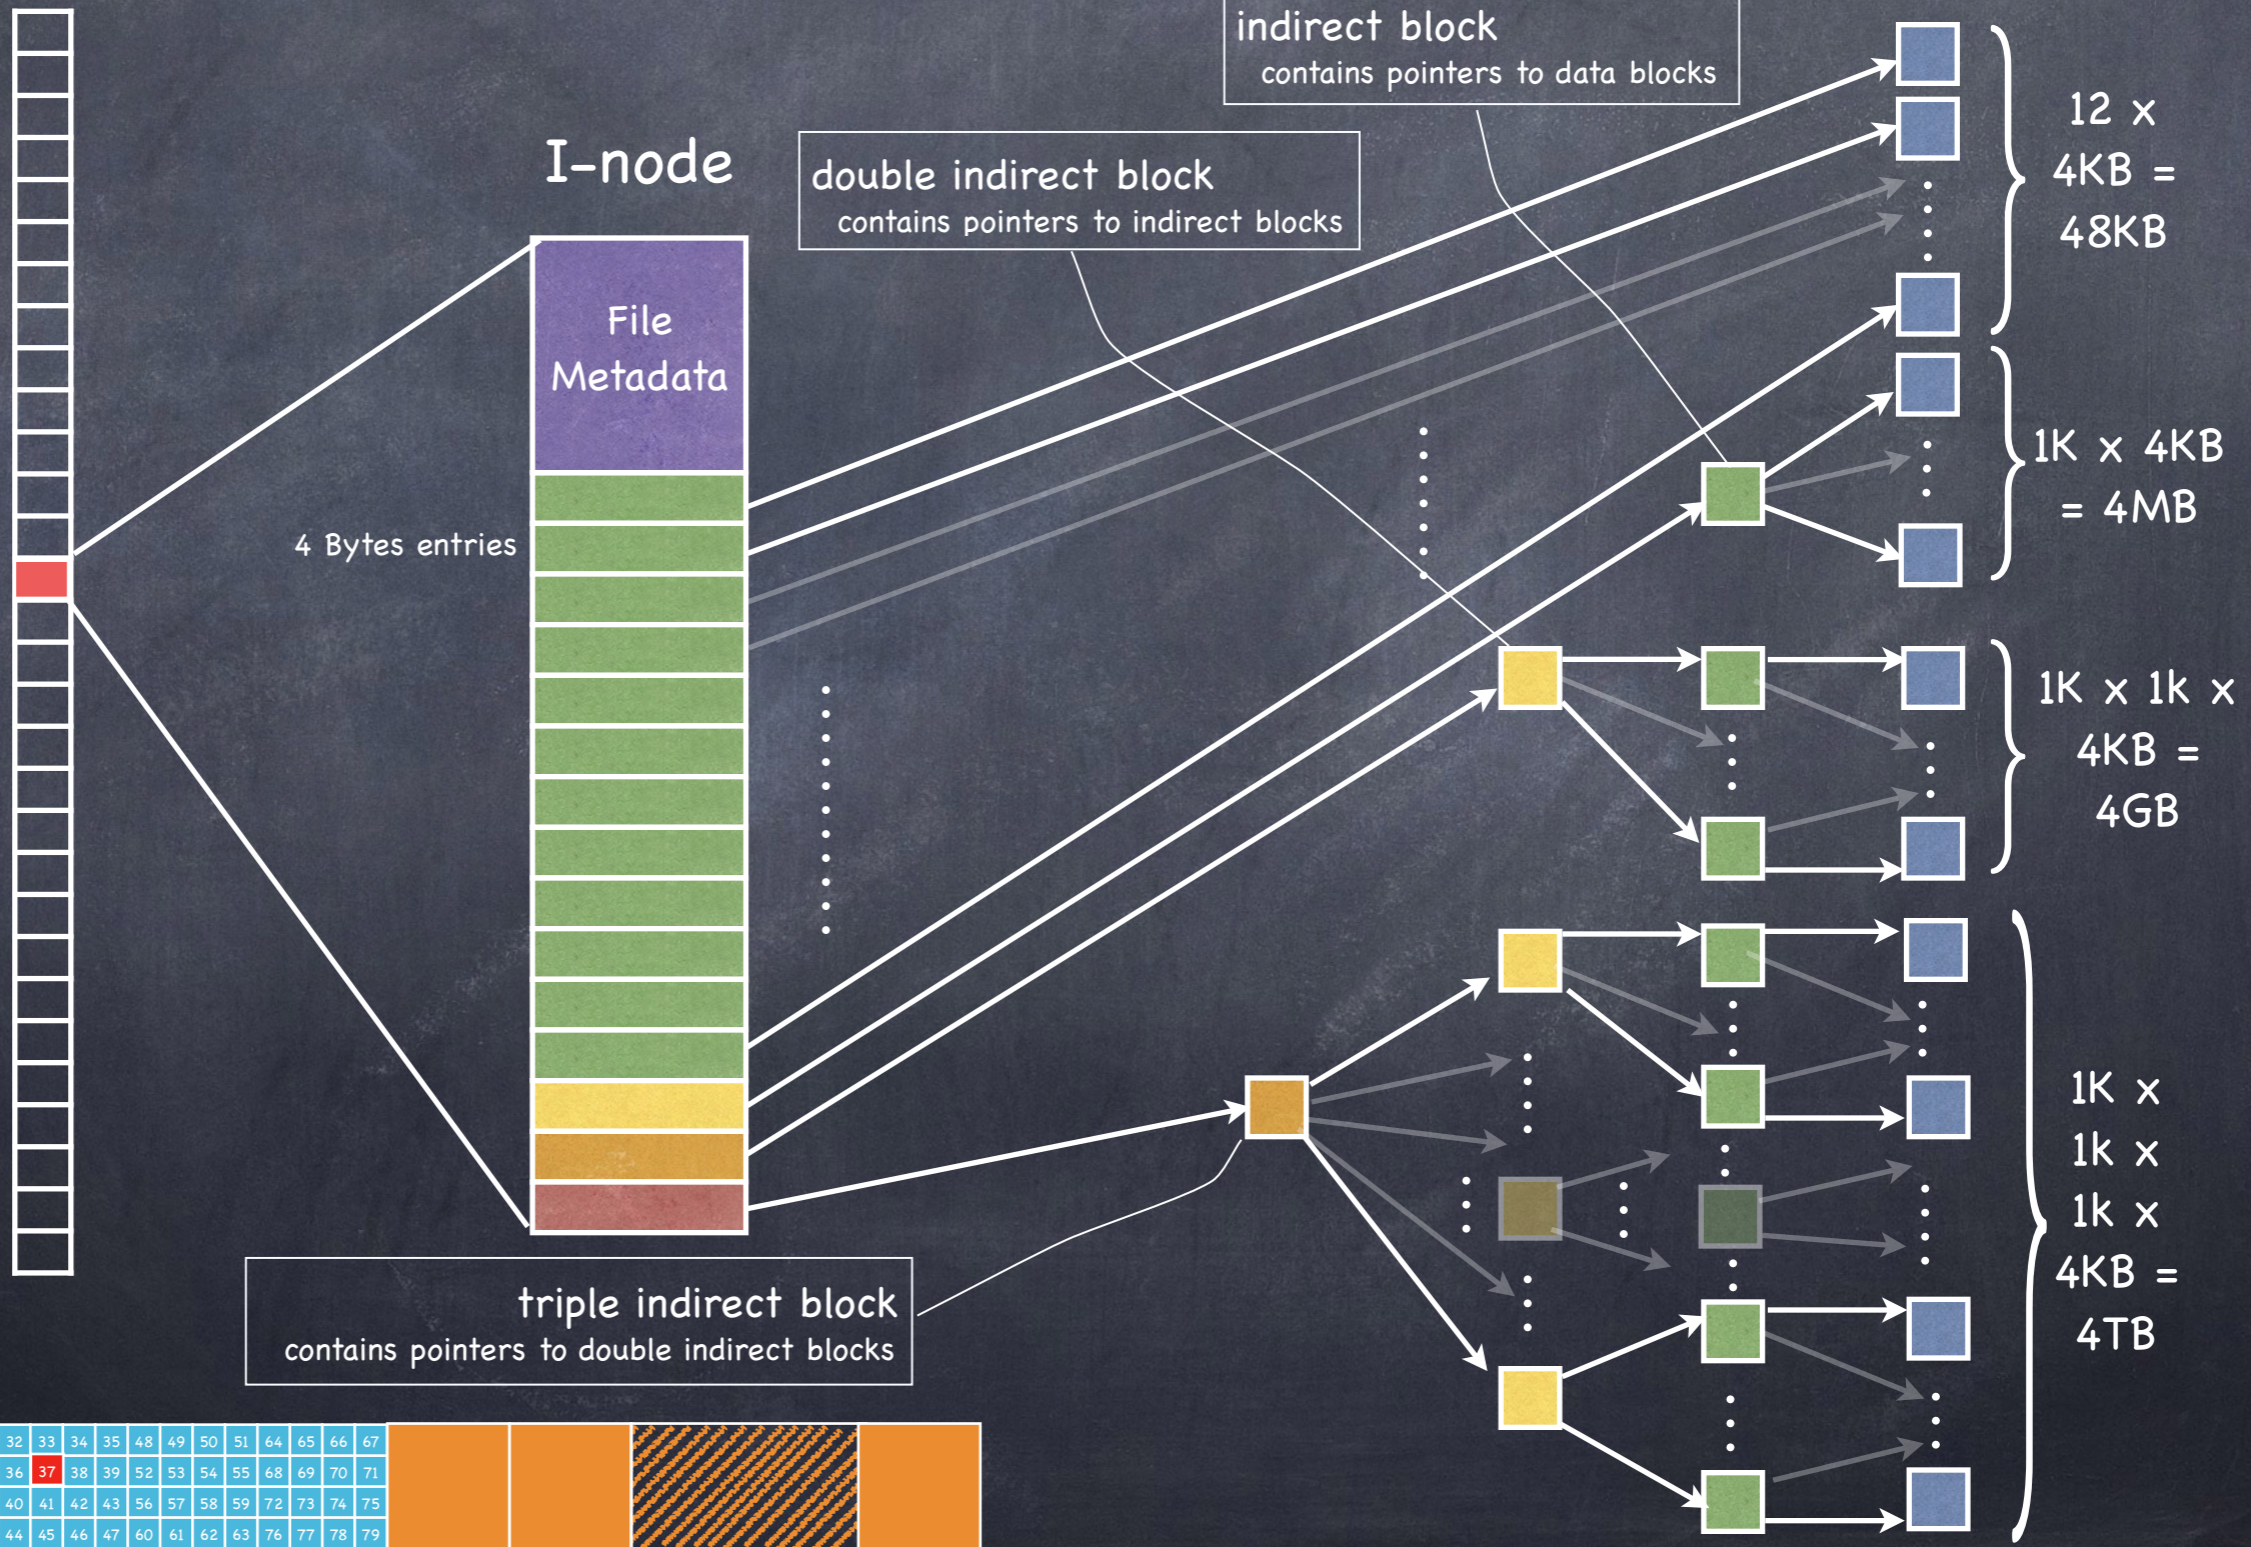 indirect block
contains pointers to data blocks
12 x
4KB =
48KB
I-node
double indirect block
contains pointers to indirect blocks
File
Metadata
4 Bytes entries
1K x 4KB
= 4MB
1K x 1k x
4KB =
4GB
1K x
1k x
1k x
4KB =
4TB
triple indirect block
contains pointers to double indirect blocks
32 33 34 35 48 49 50 51 64 65 66 67
36 37 38 39 52 53 54 55 68 69 70 71
40 41 42 43 56 57 58 59 72 73 74 75
44 45 46 47 60 61 62 63 76 77 78 79